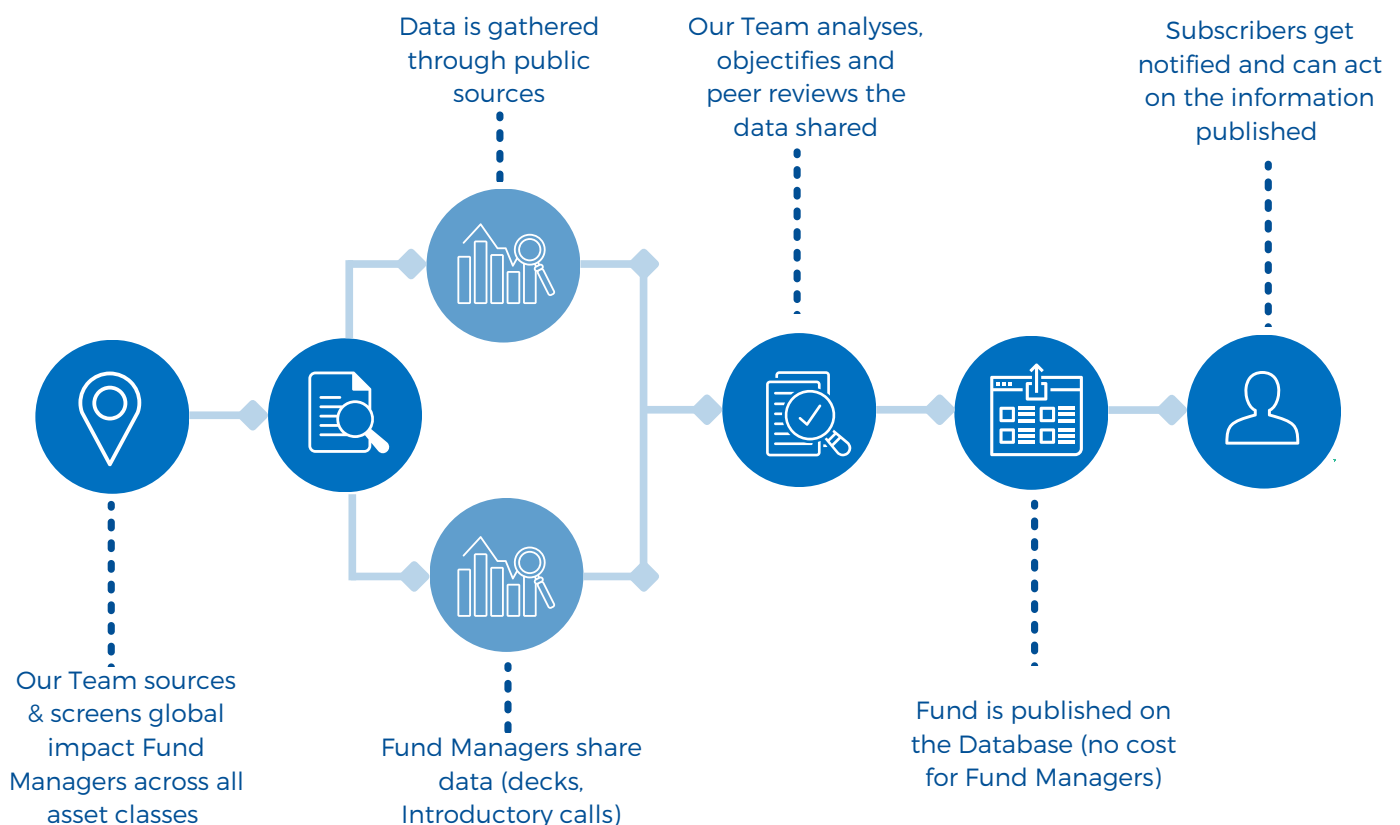 Data is gathered
through public
sources
Our Team analyses,
objectifies and
peer reviews the
data shared
Subscribers get
notified and can act
on the information
published
Our Team sources
& screens global
impact Fund
Managers across all
asset classes
Fund Managers share
data (decks,
Introductory calls)
Fund is published on
the Database (no cost
for Fund Managers)